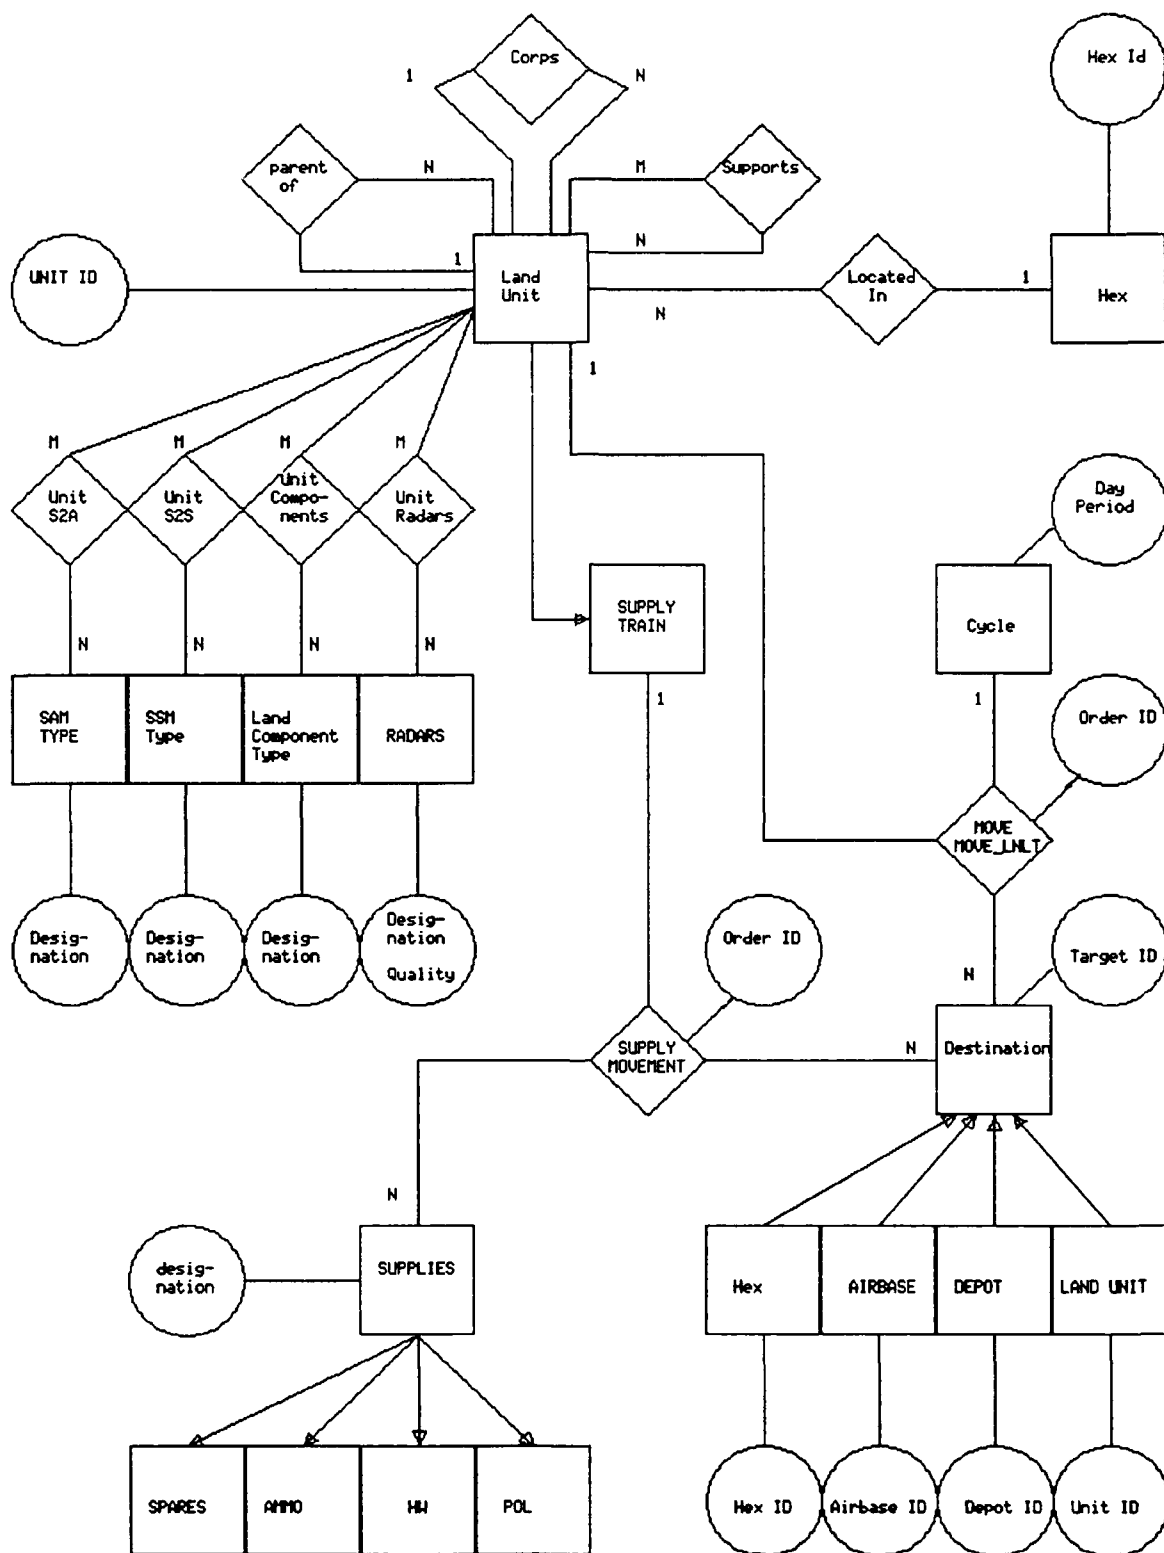 Corps
Hex Id
1
N
parent
of
N
M
Supports
UNIT ID
1
Land
Unit
N
Located
In
1
Hex
N
1
M
M
M
M
Unit
S2A
Unit
S2S
Unit
Compo-
nents
Unit
Radars
Day
Period
SUPPLY
TRAIN
Cycle
N
N
N
N
1
1
Order ID
SAM
TYPE
SSM
Type
Land
Component
Type
RADARS
MOVE
Desig-
nation
Desig-
nation
Desig-
nation
Desig-
nation
Quality
Order ID
Target ID
N
SUPPLY
MOVEMENT
N
Destination
N
desig-
nation
SUPPLIES
Hex
AIRBASE
DEPOT
LAND UNIT
SPARES
AMMO
HW
POL
Hex ID
Airbase ID
Depot ID
Unit ID